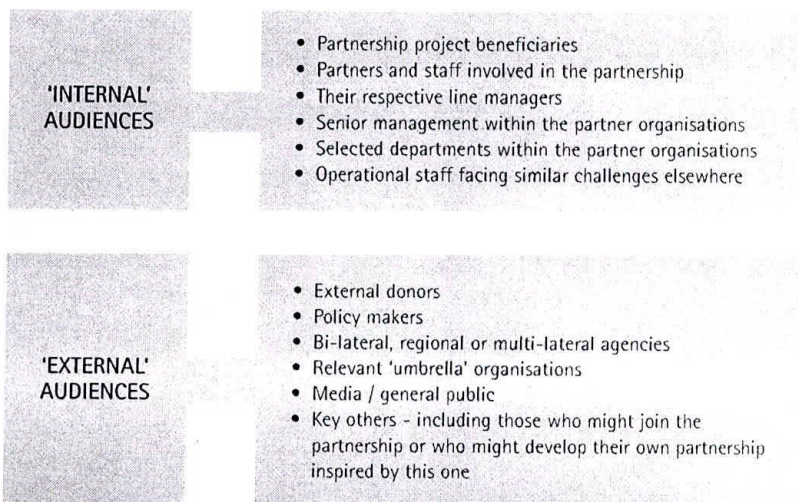 'INTERNAL'
AUDIENCES
• Partnership project beneficiaries
• Partners and staff involved in the partnership
• Their respective line managers
• Senior management within the partner organisations
• Selected departments within the partner organisations
• Operational staff facing similar challenges elsewhere
'EXTERNAL'
AUDIENCES
• External donors
• Policy makers
• Bi-lateral, regional or multi-lateral agencies
• Relevant 'umbrella' organisations
• Media / general public
• Key others - including those who might join the
partnership or who might develop their own partnership
inspired by this one